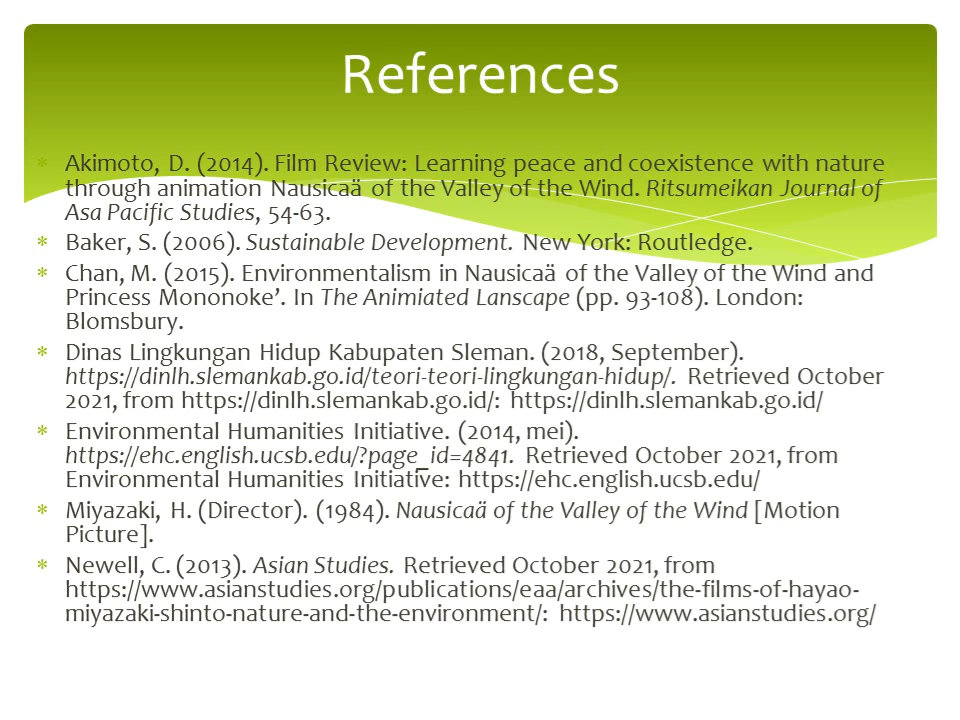 References
* Akimoto, D. (2014). Film Review: Learning peace and coexistence with nature
through animation Nausicaä of the Valley of the Wind. Ritsumeikan Journal of
Asa Pacific Studies, 54-63.
* Baker, S. (2006). Sustainable Development. New York: Routledge.
* Chan, M. (2015). Environmentalism in Nausicaä of the Valley of the Wind and
Princess Mononoke’. In The Animiated Lanscape (pp. 93-108). London:
Blomsbury.
* Dinas Lingkungan Hidup Kabupaten Sleman. (2018, September).
https://dinlh.slemankab.go.id/teori-teori-lingkungan-hidup/. Retrieved October
2021, from https://dinlh.slemankab.go.id/: https://dinlh.slemankab.go.id/
* Environmental Humanities Initiative. (2014, mei).
https://ehc.english.ucsb.edu/?page_id=4841. Retrieved October 2021, from
Environmental Humanities Initiative: https://ehc.english.ucsb.edu/
* Miyazaki, H. (Director). (1984). Nausicaä of the Valley of the Wind [Motion
Picture].
* Newell, C. (2013). Asian Studies. Retrieved October 2021, from
https://www.asianstudies.org/publications/eaa/archives/the-films-of-hayao-
miyazaki-shinto-nature-and-the-environment/: https://www.asianstudies.org/